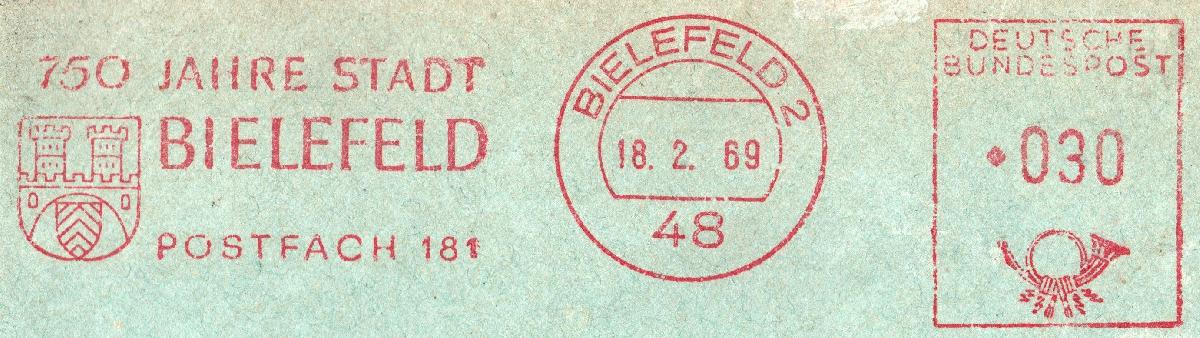 750 JAHRE STADT
BIELEFELD
POSTFACH 181
BIELEFELD 2
18. 2. 69
48
DEUTSCHE
BUNDESPOST
030